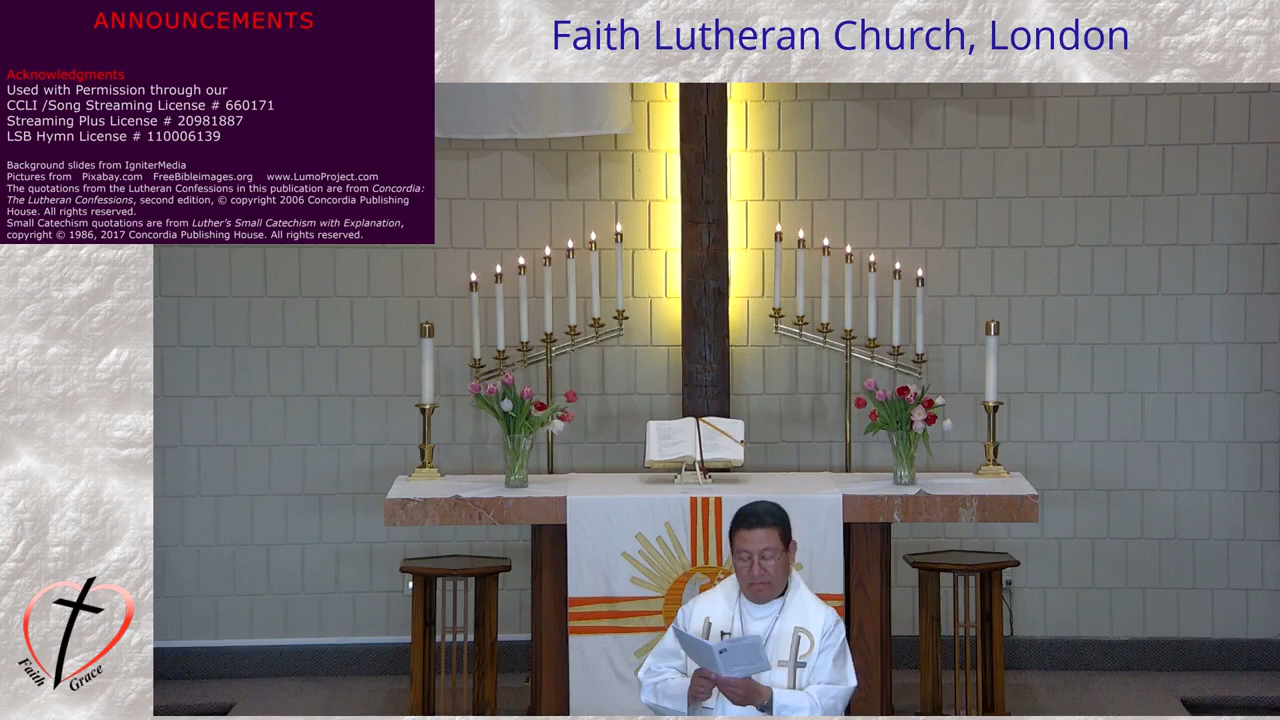 ANNOUNCEMENTS
Faith Lutheran Church, London
Acknowledgments
Used with Permission through our
CCLI /Song Streaming License # 660171
Streaming Plus License # 20981887
LSB Hymn License # 110006139
Background slides from IgniterMedia
Pictures from Pixabay.com FreeBibleimages.org www.LumoProject.com
The quotations from the Lutheran Confessions in this publication are from Concordia:
The Lutheran Confessions, second edition, © copyright 2006 Concordia Publishing
House. All rights reserved.
Small Catechism quotations are from Luther’s Small Catechism with Explanation,
copyright © 1986, 2017 Concordia Publishing House. All rights reserved.
Faith Grace